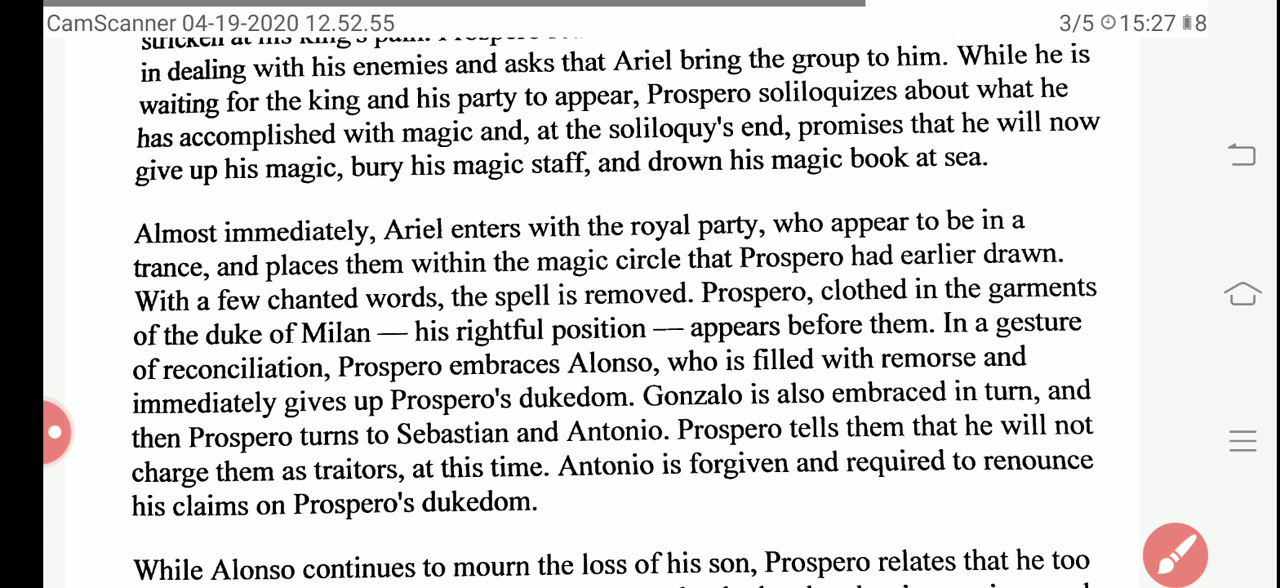 CamScanner 04-19-2020 12.52.55
3/5 15:27 8
in dealing with his enemies and asks that Ariel bring the group to him. While he is
waiting for the king and his party to appear, Prospero soliloquizes about what he
has accomplished with magic and, at the soliloquy's end, promises that he will now
give up his magic, bury his magic staff, and drown his magic book at sea.
Almost immediately, Ariel enters with the royal party, who appear to be in a
trance, and places them within the magic circle that Prospero had earlier drawn.
With a few chanted words, the spell is removed. Prospero, clothed in the garments
of the duke of Milan — his rightful position — appears before them. In a gesture
of reconciliation, Prospero embraces Alonso, who is filled with remorse and
immediately gives up Prospero's dukedom. Gonzalo is also embraced in turn, and
then Prospero turns to Sebastian and Antonio. Prospero tells them that he will not
charge them as traitors, at this time. Antonio is forgiven and required to renounce
his claims on Prospero's dukedom.
While Alonso continues to mourn the loss of his son, Prospero relates that he too